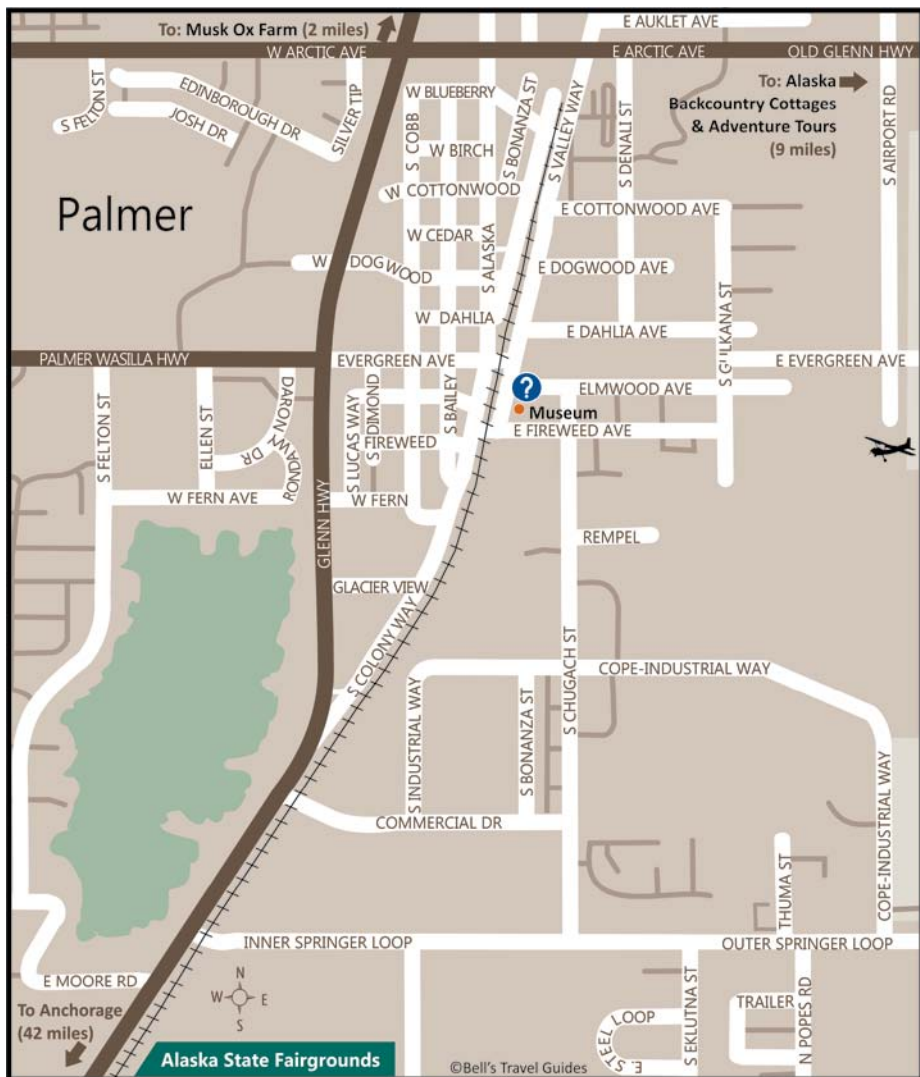 E AUKLET AVE
To: Musk Ox Farm (2 miles)
W ARCTIC AVE
E ARCTIC AVE
OLD GLENN HWY
To: Alaska
Backcountry Cottages
& Adventure Tours
(9 miles)
S FELTON ST
EDINBOROUGH DR
JOSH DR
SILVER TIP
W BLUEBERRY
S COBB
W BIRCH
S BONANZA ST
S VALLEY WAY
S DENALI ST
S AIRPORT RD
W COTTONWOOD
E COTTONWOOD AVE
Palmer
W CEDAR
S ALASKA
W DOGWOOD
E DOGWOOD AVE
W DAHLIA
E DAHLIA AVE
S GULKANA ST
PALMER WASILLA HWY
EVERGREEN AVE
E EVERGREEN AVE
?
ELMWOOD AVE
Museum
E FIREWEED AVE
S FELTON ST
ELLEN ST
DARON DR
RONDA WY
S LUCAS WAY
S DIMOND
FIREWEED
S BAILEY
W FERN AVE
W FERN
GLENN HWY
REMPEL
GLACIER VIEW
S COLONY WAY
S CHUGACH ST
COPE-INDUSTRIAL WAY
S INDUSTRIAL WAY
S BONANZA ST
COMMERCIAL DR
COPE-INDUSTRIAL WAY
THUMA ST
INNER SPRINGER LOOP
OUTER SPRINGER LOOP
E MOORE RD
N
W E
S
To Anchorage
(42 miles)
Alaska State Fairgrounds
E. STEEL LOOP
S EKLUTNA ST
TRAILER
N POPES RD
©Bell's Travel Guides